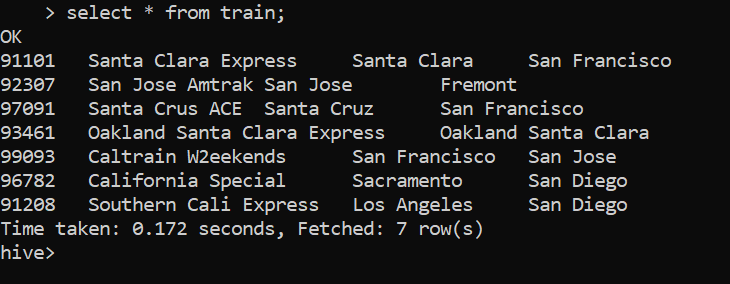 > select * from train;
OK
91101 Santa Clara Express Santa Clara San Francisco
92307 San Jose Amtrak San Jose Fremont
97091 Santa Crus ACE Santa Cruz San Francisco
93461 Oakland Santa Clara Express Oakland Santa Clara
99093 Caltrain W2eekends San Francisco San Jose
96782 California Special Sacramento San Diego
91208 Southern Cali Express Los Angeles San Diego
Time taken: 0.172 seconds, Fetched: 7 row(s)
hive>